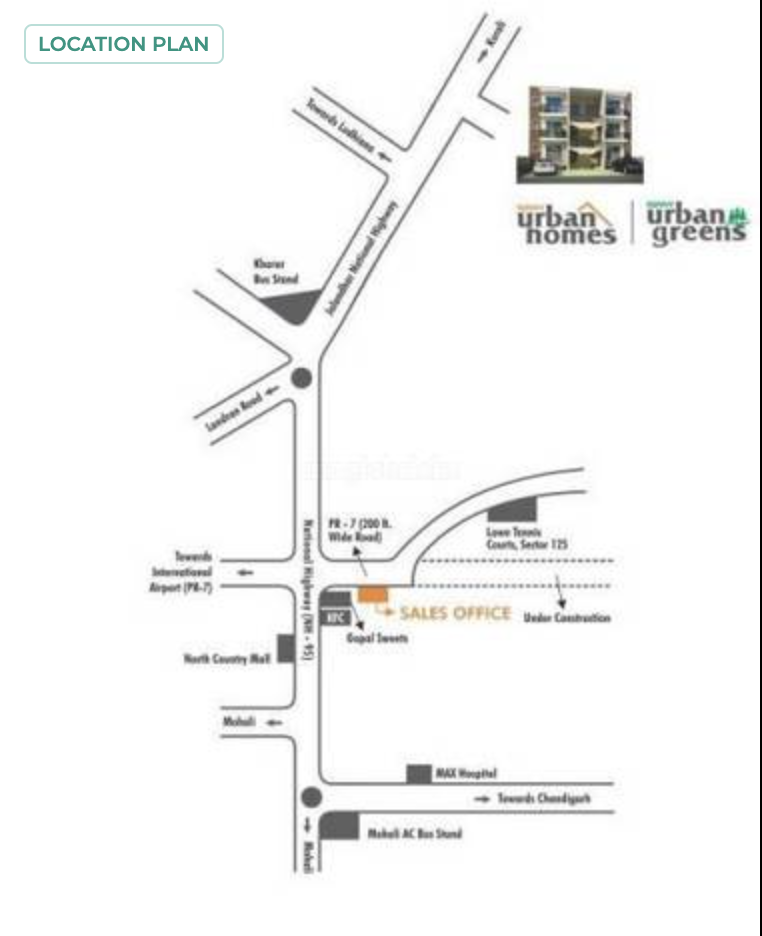 LOCATION PLAN
Kurali
Towards Ludhiana
urban homes
urban greens
Jalandhar National Highway
Kharar
Bus Stand
Landran Road
PR - 7 (200 ft.
Wide Road)
Lawn Tennis
Courts, Sector 125
Towards
International
Airport (PR-7)
National Highway (NH - 95)
KFC
SALES OFFICE
Under Construction
Gopal Sweets
North Country Mall
Mohali
MAX Hospital
Towards Chandigarh
Mohali AC Bus Stand
Mohali